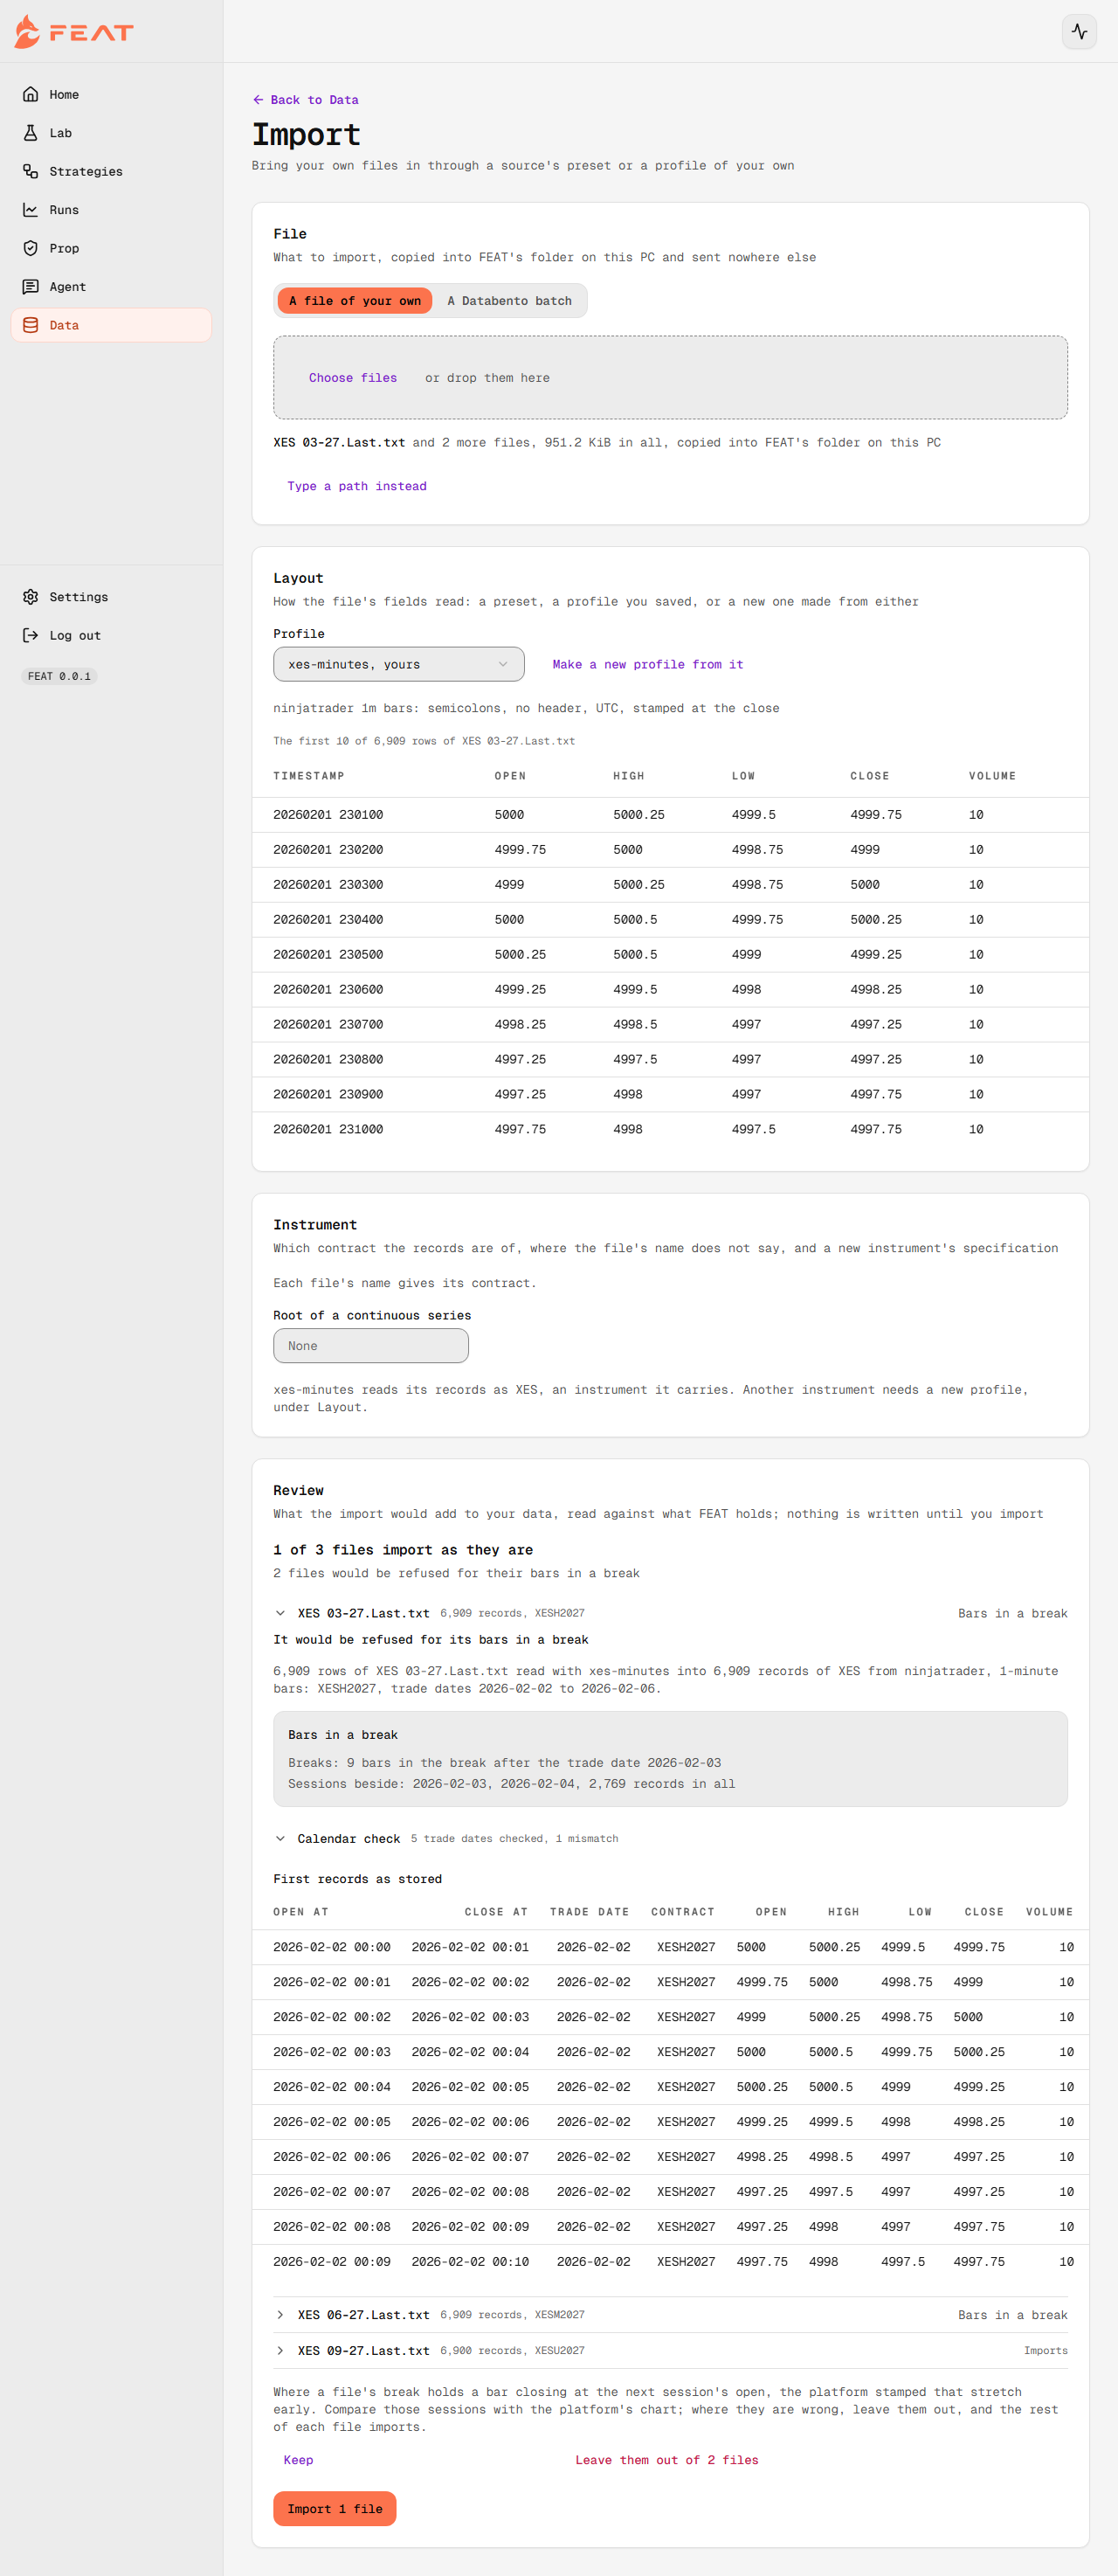 FEAT
Home
Lab
Strategies
Runs
Prop
Agent
Data
Settings
Log out
FEAT 0.0.1
Back to Data
Import
Bring your own files in through a source's preset or a profile of your own
File
What to import, copied into FEAT's folder on this PC and sent nowhere else
A file of your own A Databento batch
Choose files or drop them here
XES 03-27.Last.txt and 2 more files, 951.2 KiB in all, copied into FEAT's folder on this PC
Type a path instead
Layout
How the file's fields read: a preset, a profile you saved, or a new one made from either
Profile
xes-minutes, yours Make a new profile from it
ninjatrader 1m bars: semicolons, no header, UTC, stamped at the close
The first 10 of 6,909 rows of XES 03-27.Last.txt
TIMESTAMP OPEN HIGH LOW CLOSE VOLUME
20260201 230100 5000 5000.25 4999.5 4999.75 10
20260201 230200 4999.75 5000 4998.75 4999 10
20260201 230300 4999 5000.25 4998.75 5000 10
20260201 230400 5000 5000.5 4999.75 5000.25 10
20260201 230500 5000.25 5000.5 4999 4999.25 10
20260201 230600 4999.25 4999.5 4998 4998.25 10
20260201 230700 4998.25 4998.5 4997 4997.25 10
20260201 230800 4997.25 4997.5 4997 4997.25 10
20260201 230900 4997.25 4998 4997 4997.75 10
20260201 231000 4997.75 4998 4997.5 4997.75 10
Instrument
Which contract the records are of, where the file's name does not say, and a new instrument's specification
Each file's name gives its contract.
Root of a continuous series
None
xes-minutes reads its records as XES, an instrument it carries. Another instrument needs a new profile,
under Layout.
Review
What the import would add to your data, read against what FEAT holds; nothing is written until you import
1 of 3 files import as they are
2 files would be refused for their bars in a break
XES 03-27.Last.txt 6,909 records, XESH2027 Bars in a break
It would be refused for its bars in a break
6,909 rows of XES 03-27.Last.txt read with xes-minutes into 6,909 records of XES from ninjatrader, 1-minute
bars: XESH2027, trade dates 2026-02-02 to 2026-02-06.
Bars in a break
Breaks: 9 bars in the break after the trade date 2026-02-03
Sessions beside: 2026-02-03, 2026-02-04, 2,769 records in all
Calendar check 5 trade dates checked, 1 mismatch
First records as stored
OPEN AT CLOSE AT TRADE DATE CONTRACT OPEN HIGH LOW CLOSE VOLUME
2026-02-02 00:00 2026-02-02 00:01 2026-02-02 XESH2027 5000 5000.25 4999.5 4999.75 10
2026-02-02 00:01 2026-02-02 00:02 2026-02-02 XESH2027 4999.75 5000 4998.75 4999 10
2026-02-02 00:02 2026-02-02 00:03 2026-02-02 XESH2027 4999 5000.25 4998.75 5000 10
2026-02-02 00:03 2026-02-02 00:04 2026-02-02 XESH2027 5000 5000.5 4999.75 5000.25 10
2026-02-02 00:04 2026-02-02 00:05 2026-02-02 XESH2027 5000.25 5000.5 4999 4999.25 10
2026-02-02 00:05 2026-02-02 00:06 2026-02-02 XESH2027 4999.25 4999.5 4998 4998.25 10
2026-02-02 00:06 2026-02-02 00:07 2026-02-02 XESH2027 4998.25 4998.5 4997 4997.25 10
2026-02-02 00:07 2026-02-02 00:08 2026-02-02 XESH2027 4997.25 4997.5 4997 4997.25 10
2026-02-02 00:08 2026-02-02 00:09 2026-02-02 XESH2027 4997.25 4998 4997 4997.75 10
2026-02-02 00:09 2026-02-02 00:10 2026-02-02 XESH2027 4997.75 4998 4997.5 4997.75 10
XES 06-27.Last.txt 6,909 records, XESM2027 Bars in a break
XES 09-27.Last.txt 6,900 records, XESU2027 Imports
Where a file's break holds a bar closing at the next session's open, the platform stamped that stretch
early. Compare those sessions with the platform's chart; where they are wrong, leave them out, and the rest
of each file imports.
Keep Leave them out of 2 files
Import 1 file